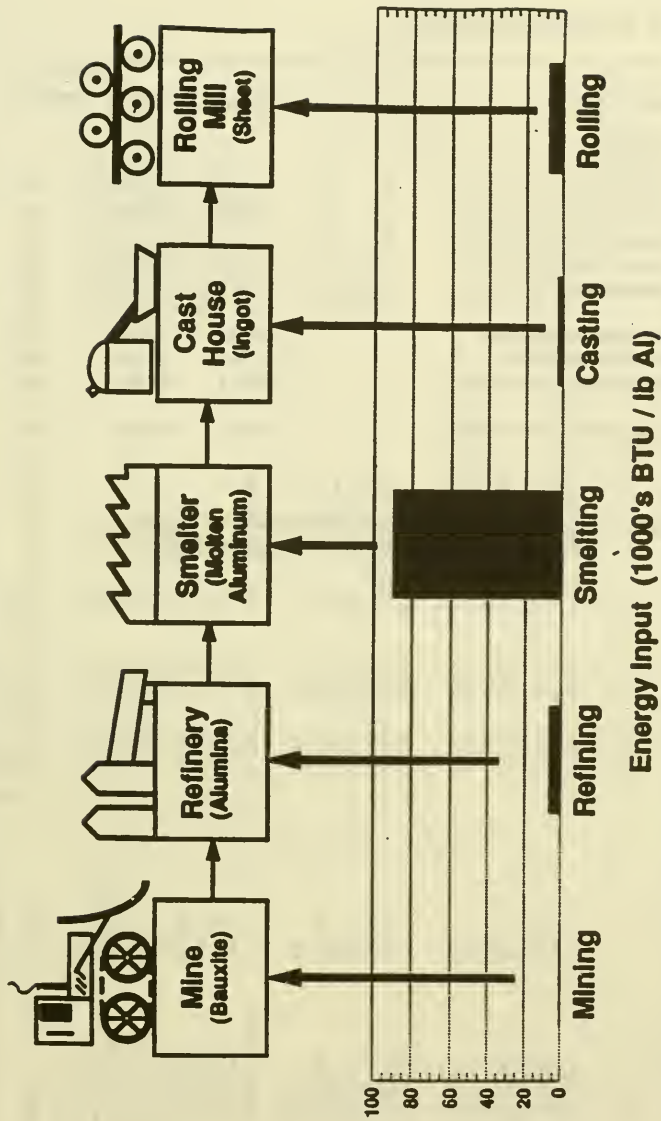 Mine
(Bauxite)
Refinery
(Alumina)
Smelter
(Molten
Aluminum)
Cast
House
(Ingot)
Rolling
Mill
(Sheet)
100
80
60
40
20
0
Mining
Refining
Smelting
Casting
Rolling
Energy Input (1000's BTU / lb Al)